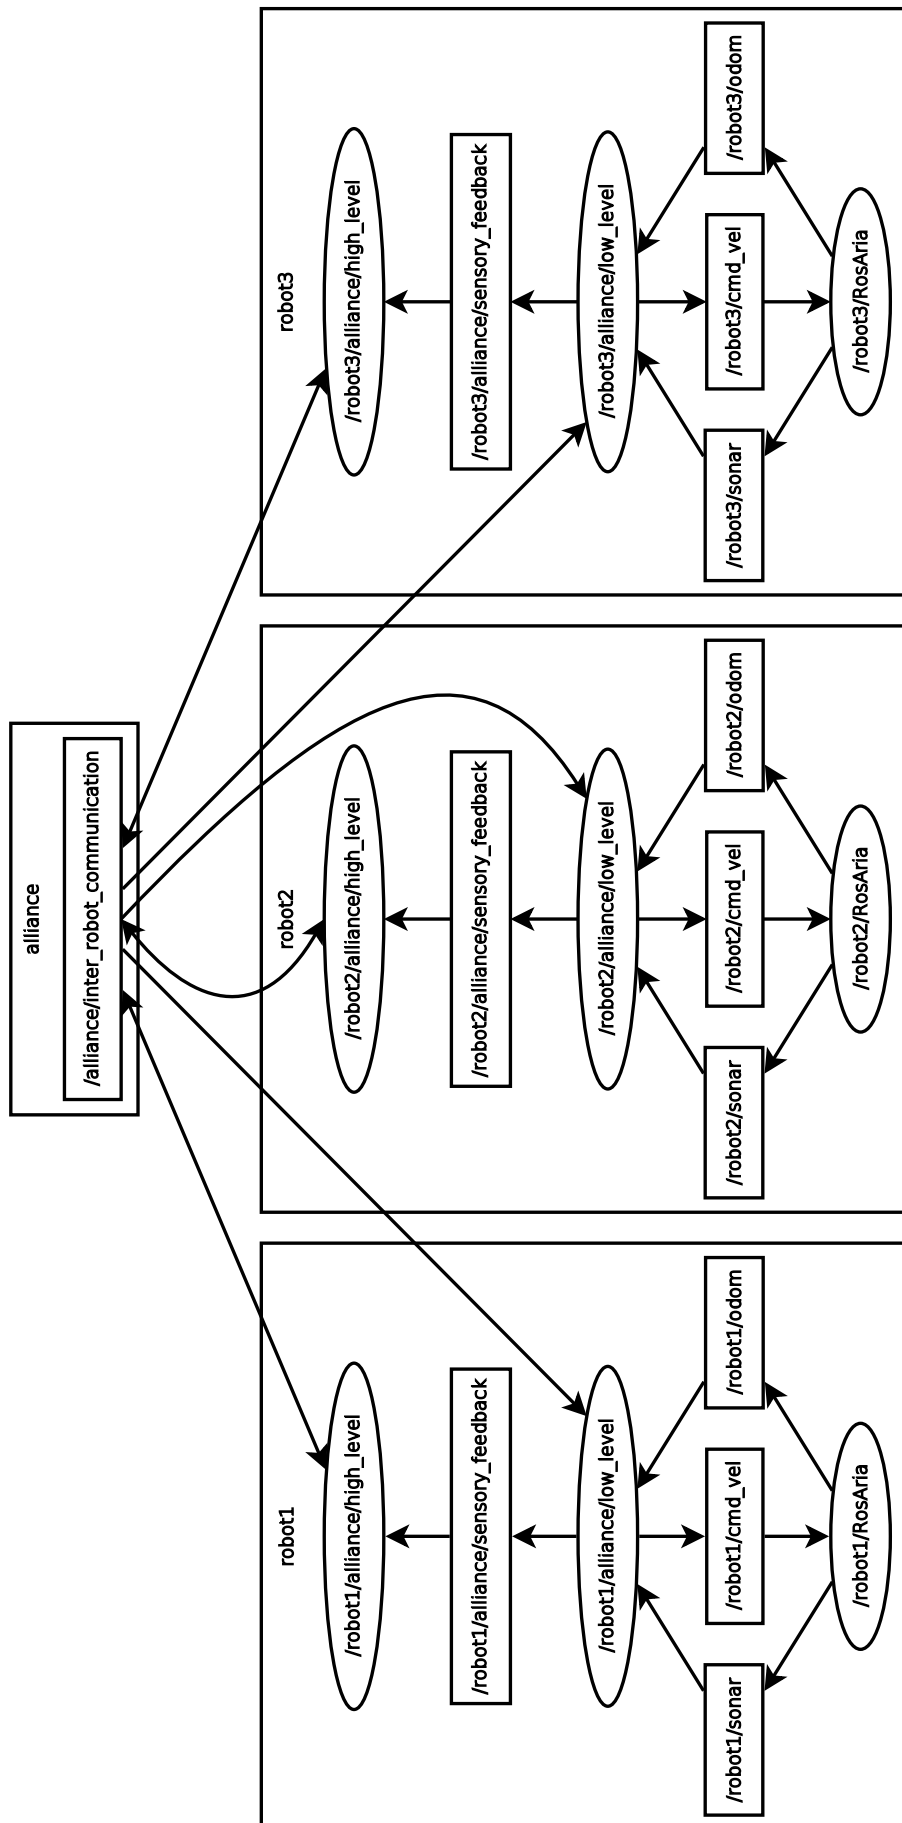 alliance
/alliance/inter_robot_communication
robot1
/robot1/alliance/high_level
/robot1/alliance/sensory_feedback
/robot1/alliance/low_level
/robot1/sonar
/robot1/cmd_vel
/robot1/odom
/robot1/RosAria
robot2
/robot2/alliance/high_level
/robot2/alliance/sensory_feedback
/robot2/alliance/low_level
/robot2/sonar
/robot2/cmd_vel
/robot2/odom
/robot2/RosAria
robot3
/robot3/alliance/high_level
/robot3/alliance/sensory_feedback
/robot3/alliance/low_level
/robot3/sonar
/robot3/cmd_vel
/robot3/odom
/robot3/RosAria